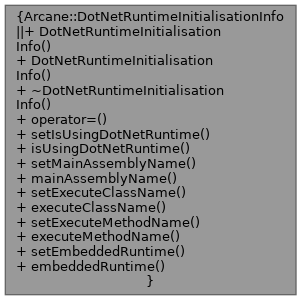 {Arcane::DotNetRuntimeInitialisationInfo
||+ DotNetRuntimeInitialisation
Info()
+ DotNetRuntimeInitialisation
Info()
+ ~DotNetRuntimeInitialisation
Info()
+ operator=()
+ setIsUsingDotNetRuntime()
+ isUsingDotNetRuntime()
+ setMainAssemblyName()
+ mainAssemblyName()
+ setExecuteClassName()
+ executeClassName()
+ setExecuteMethodName()
+ executeMethodName()
+ setEmbeddedRuntime()
+ embeddedRuntime()
}